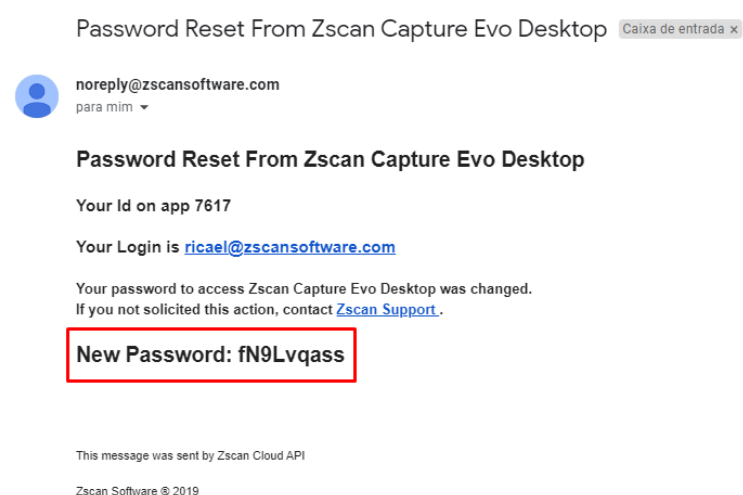 Password Reset From Zscan Capture Evo Desktop Caixa de entrada x
noreply@zscansoftware.com
para mim
Password Reset From Zscan Capture Evo Desktop
Your Id on app 7617
Your Login is ricael@zscansoftware.com
Your password to access Zscan Capture Evo Desktop was changed.
If you not solicited this action, contact Zscan Support .
New Password: fN9Lvqass
This message was sent by Zscan Cloud API
Zscan Software ® 2019